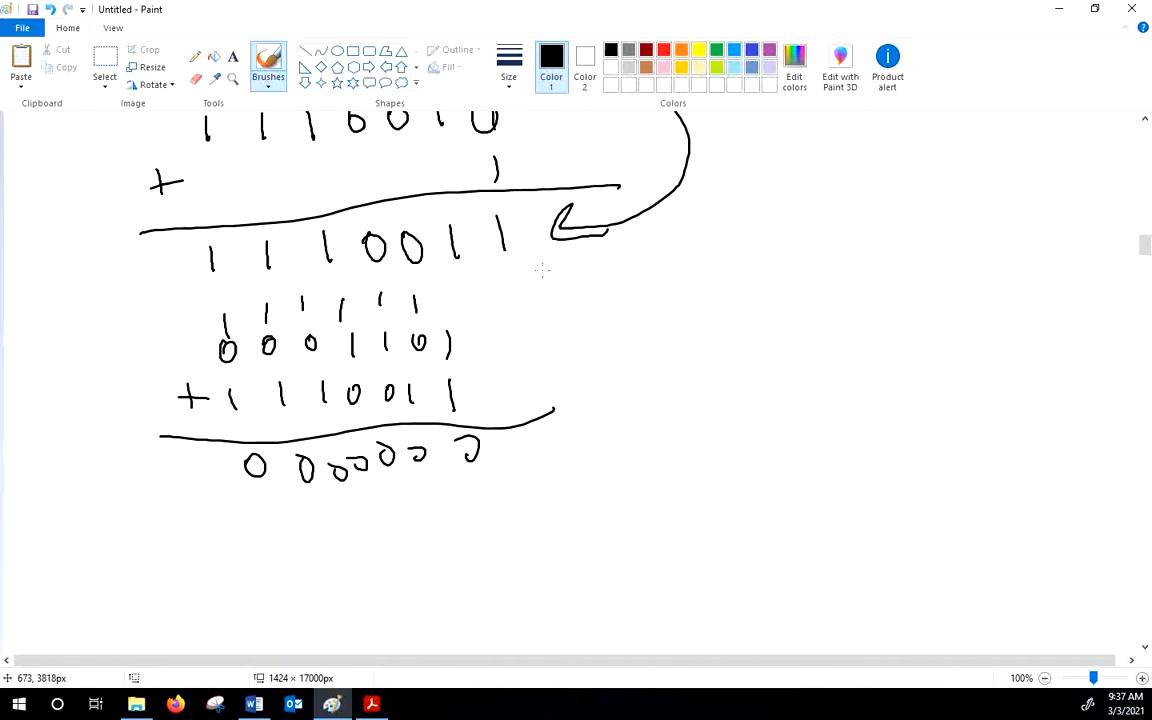 Untitled - Paint
File Home View
Paste Cut Copy Select Crop Resize Rotate Brushes Outline Fill Size Color 1 Color 2 Edit colors Edit with Paint 3D Product alert
Clipboard Image Tools Shapes Colors
1 1 1 0 0 1 0
+ 1
1 1 1 0 0 1 1
1 1 1 1 1 1
0 0 0 1 1 0 1
+ 1 1 1 0 0 1 1
0 0 0 0 0 0 0
673, 3818px 1424 × 17000px 100%
9:37 AM
3/3/2021